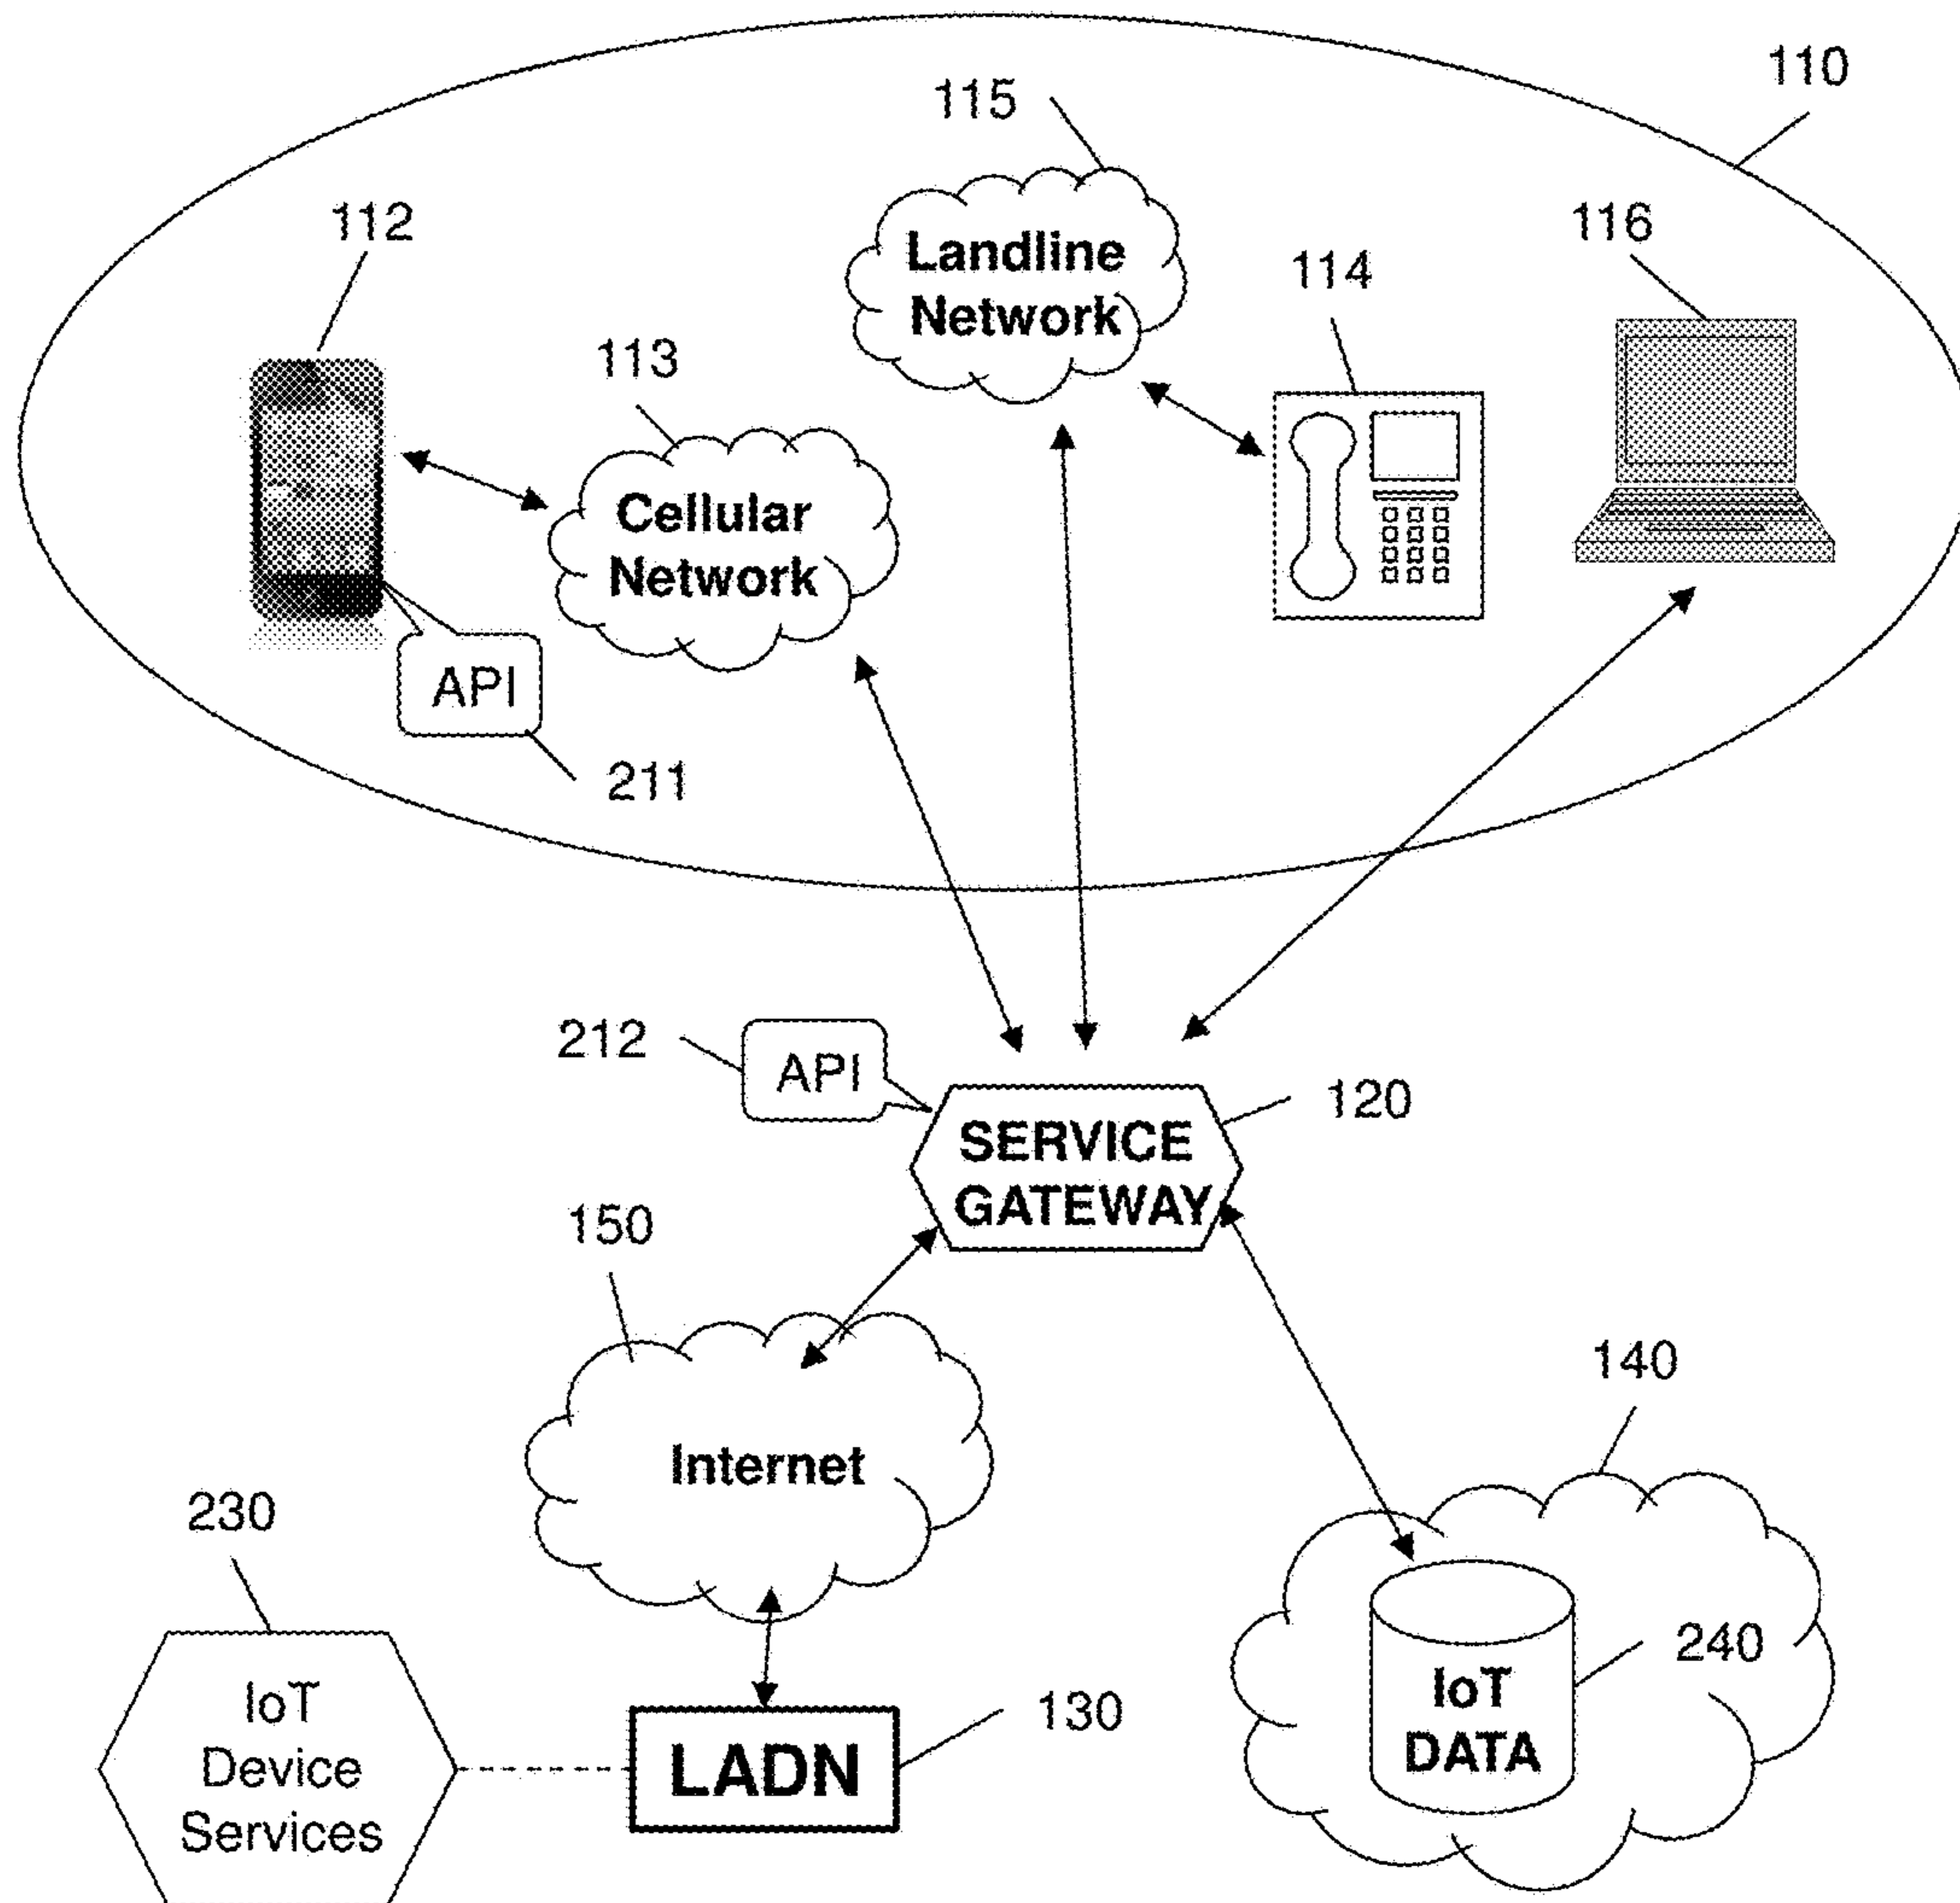 110
115
112
Landline
Network
116
114
113
Cellular
Network
API
211
212
API
120
SERVICE
GATEWAY
150
140
Internet
230
240
IoT
DATA
130
LADN
IoT
Device
Services